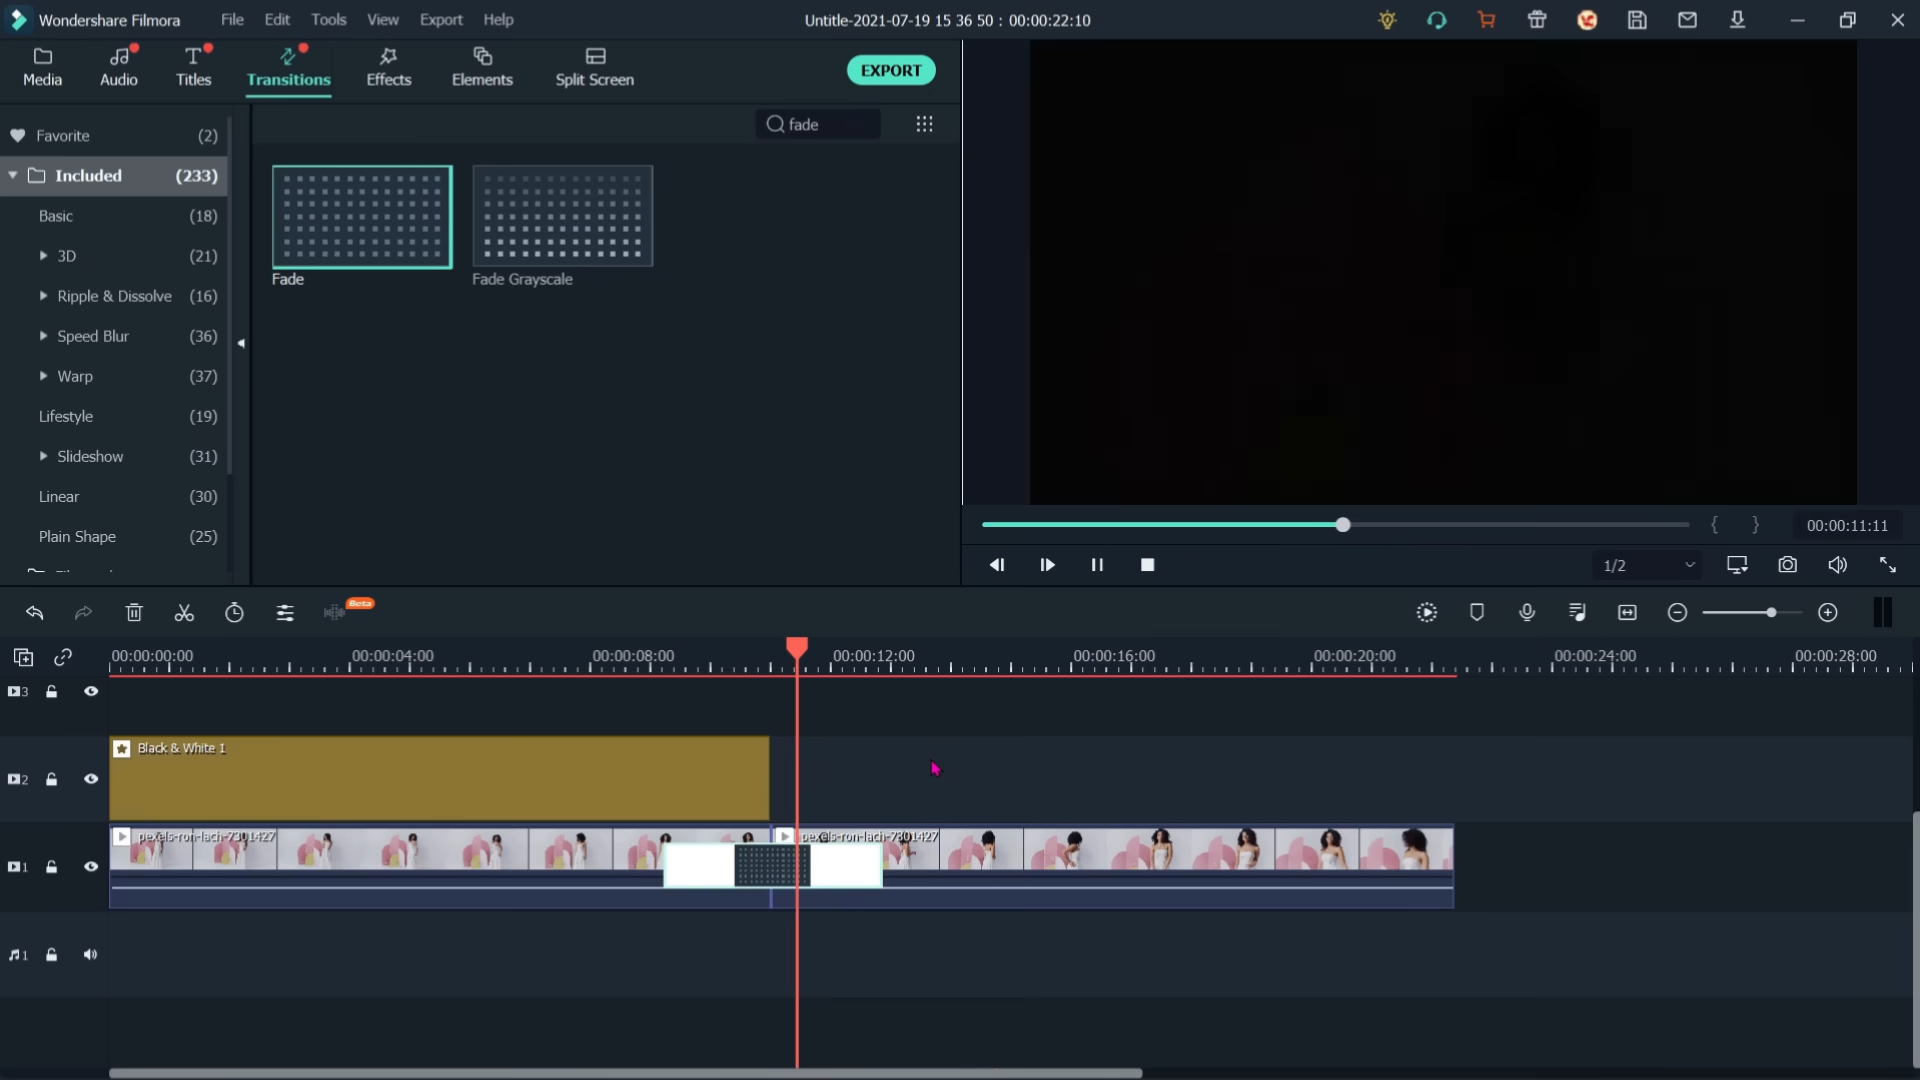 Wondershare Filmora File Edit Tools View Export Help Untitle-2021-07-19 15 36 50 : 00:00:22:10
Media Audio Titles Transitions Effects Elements Split Screen EXPORT
Favorite (2)
fade
Included (233)
Basic (18)
3D (21)
Fade Fade Grayscale
Ripple & Dissolve (16)
Speed Blur (36)
Warp (37)
Lifestyle (19)
Slideshow (31)
Linear (30)
Plain Shape (25)
00:00:11:11
1/2
Beta
00:00:00:00 00:00:04:00 00:00:08:00 00:00:12:00 00:00:16:00 00:00:20:00 00:00:24:00 00:00:28:00
3
Black & White 1
2
pexels-ron-lach-7301427 pexels-ron-lach-7301427
1
1